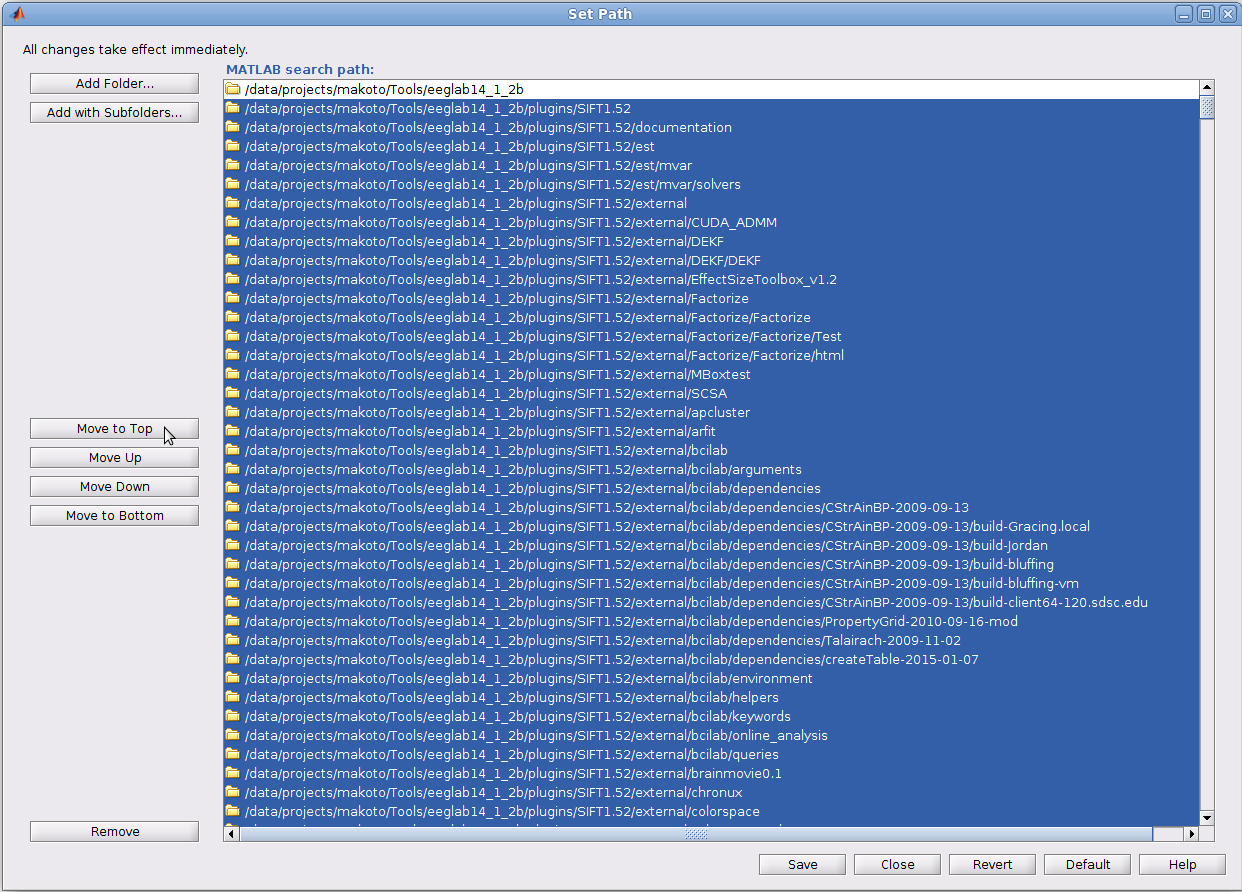 Set Path
All changes take effect immediately.
MATLAB search path:
Add Folder...
Add with Subfolders...
Move to Top
Move Up
Move Down
Move to Bottom
Remove
/data/projects/makoto/Tools/eeglab14_1_2b
/data/projects/makoto/Tools/eeglab14_1_2b/plugins/SIFT1.52
/data/projects/makoto/Tools/eeglab14_1_2b/plugins/SIFT1.52/documentation
/data/projects/makoto/Tools/eeglab14_1_2b/plugins/SIFT1.52/est
/data/projects/makoto/Tools/eeglab14_1_2b/plugins/SIFT1.52/est/mvar
/data/projects/makoto/Tools/eeglab14_1_2b/plugins/SIFT1.52/est/mvar/solvers
/data/projects/makoto/Tools/eeglab14_1_2b/plugins/SIFT1.52/external
/data/projects/makoto/Tools/eeglab14_1_2b/plugins/SIFT1.52/external/CUDA_ADMM
/data/projects/makoto/Tools/eeglab14_1_2b/plugins/SIFT1.52/external/DEKF
/data/projects/makoto/Tools/eeglab14_1_2b/plugins/SIFT1.52/external/DEKF/DEKF
/data/projects/makoto/Tools/eeglab14_1_2b/plugins/SIFT1.52/external/EffectSizeToolbox_v1.2
/data/projects/makoto/Tools/eeglab14_1_2b/plugins/SIFT1.52/external/Factorize
/data/projects/makoto/Tools/eeglab14_1_2b/plugins/SIFT1.52/external/Factorize/Factorize
/data/projects/makoto/Tools/eeglab14_1_2b/plugins/SIFT1.52/external/Factorize/Factorize/Test
/data/projects/makoto/Tools/eeglab14_1_2b/plugins/SIFT1.52/external/Factorize/Factorize/html
/data/projects/makoto/Tools/eeglab14_1_2b/plugins/SIFT1.52/external/MBoxtest
/data/projects/makoto/Tools/eeglab14_1_2b/plugins/SIFT1.52/external/SCSA
/data/projects/makoto/Tools/eeglab14_1_2b/plugins/SIFT1.52/external/apcluster
/data/projects/makoto/Tools/eeglab14_1_2b/plugins/SIFT1.52/external/arfit
/data/projects/makoto/Tools/eeglab14_1_2b/plugins/SIFT1.52/external/bcilab
/data/projects/makoto/Tools/eeglab14_1_2b/plugins/SIFT1.52/external/bcilab/arguments
/data/projects/makoto/Tools/eeglab14_1_2b/plugins/SIFT1.52/external/bcilab/dependencies
/data/projects/makoto/Tools/eeglab14_1_2b/plugins/SIFT1.52/external/bcilab/dependencies/CStrAinBP-2009-09-13
/data/projects/makoto/Tools/eeglab14_1_2b/plugins/SIFT1.52/external/bcilab/dependencies/CStrAinBP-2009-09-13/build-Gracing.local
/data/projects/makoto/Tools/eeglab14_1_2b/plugins/SIFT1.52/external/bcilab/dependencies/CStrAinBP-2009-09-13/build-Jordan
/data/projects/makoto/Tools/eeglab14_1_2b/plugins/SIFT1.52/external/bcilab/dependencies/CStrAinBP-2009-09-13/build-bluffing
/data/projects/makoto/Tools/eeglab14_1_2b/plugins/SIFT1.52/external/bcilab/dependencies/CStrAinBP-2009-09-13/build-bluffing-vm
/data/projects/makoto/Tools/eeglab14_1_2b/plugins/SIFT1.52/external/bcilab/dependencies/CStrAinBP-2009-09-13/build-client64-120.sdsc.edu
/data/projects/makoto/Tools/eeglab14_1_2b/plugins/SIFT1.52/external/bcilab/dependencies/PropertyGrid-2010-09-16-mod
/data/projects/makoto/Tools/eeglab14_1_2b/plugins/SIFT1.52/external/bcilab/dependencies/Talairach-2009-11-02
/data/projects/makoto/Tools/eeglab14_1_2b/plugins/SIFT1.52/external/bcilab/dependencies/createTable-2015-01-07
/data/projects/makoto/Tools/eeglab14_1_2b/plugins/SIFT1.52/external/bcilab/environment
/data/projects/makoto/Tools/eeglab14_1_2b/plugins/SIFT1.52/external/bcilab/helpers
/data/projects/makoto/Tools/eeglab14_1_2b/plugins/SIFT1.52/external/bcilab/keywords
/data/projects/makoto/Tools/eeglab14_1_2b/plugins/SIFT1.52/external/bcilab/online_analysis
/data/projects/makoto/Tools/eeglab14_1_2b/plugins/SIFT1.52/external/bcilab/queries
/data/projects/makoto/Tools/eeglab14_1_2b/plugins/SIFT1.52/external/brainmovie0.1
/data/projects/makoto/Tools/eeglab14_1_2b/plugins/SIFT1.52/external/chronux
/data/projects/makoto/Tools/eeglab14_1_2b/plugins/SIFT1.52/external/colorspace
Save
Close
Revert
Default
Help